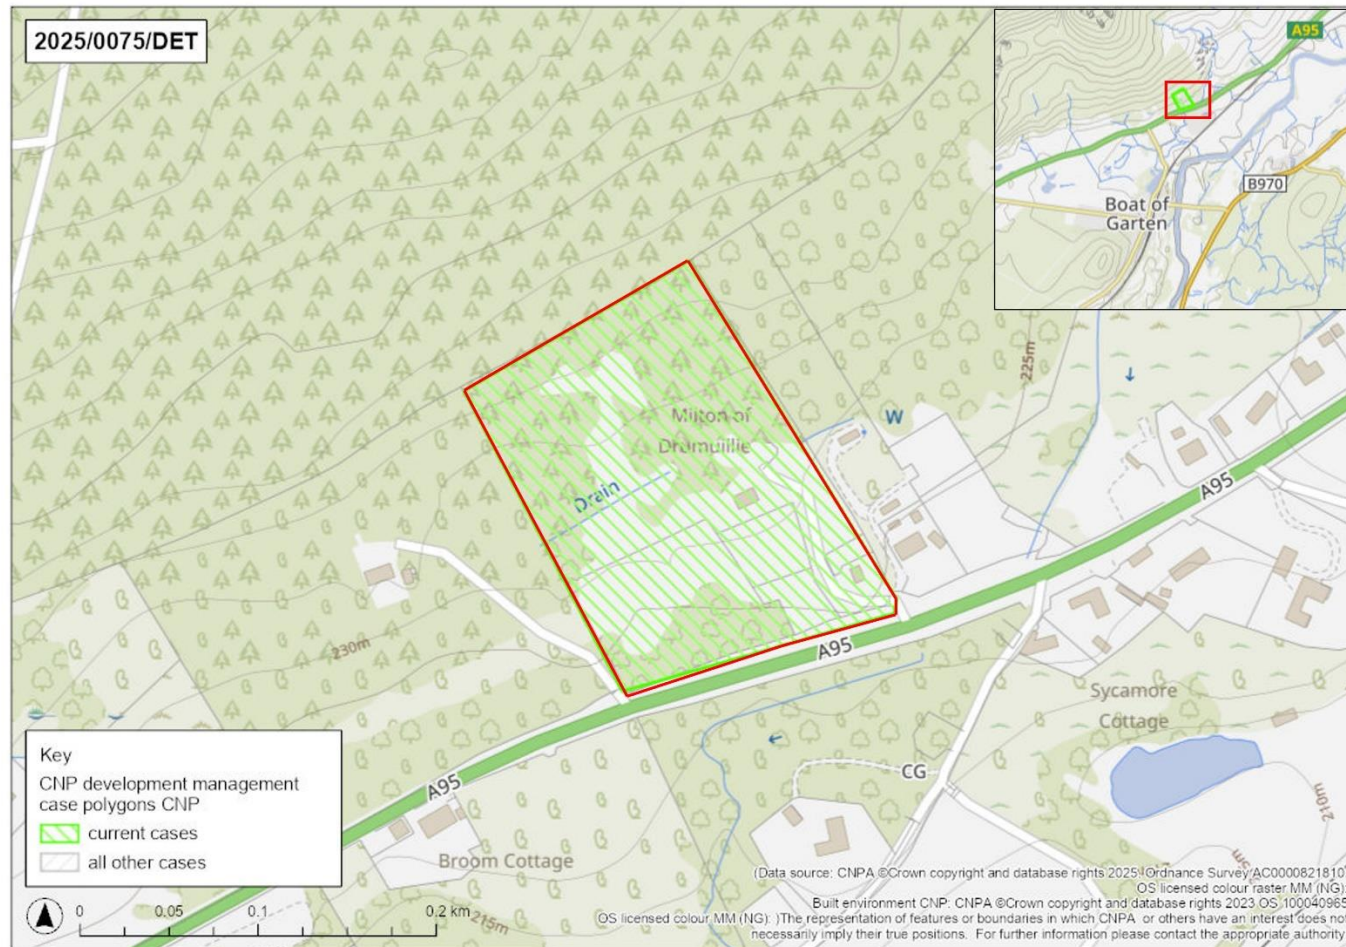 2025/0075/DET
A95
B970
Boat of
Garten
225m
Milton of
Drumuillie
W
Drain
A95
230m
A95
Sycamore
Cottage
CG
210m
A95
Broom Cottage
215m
Key
CNP development management
case polygons CNP
current cases
all other cases
0 0.05 0.1 0.2 km
(Data source: CNPA ©Crown copyright and database rights 2025 Ordnance Survey AC0000821810
OS licensed colour raster MM (NG):
Built environment CNP: CNPA ©Crown copyright and database rights 2023 OS 100040965
OS licensed colour MM (NG): )The representation of features or boundaries in which CNPA or others have an interest does not
necessarily imply their true positions. For further information please contact the appropriate authority.